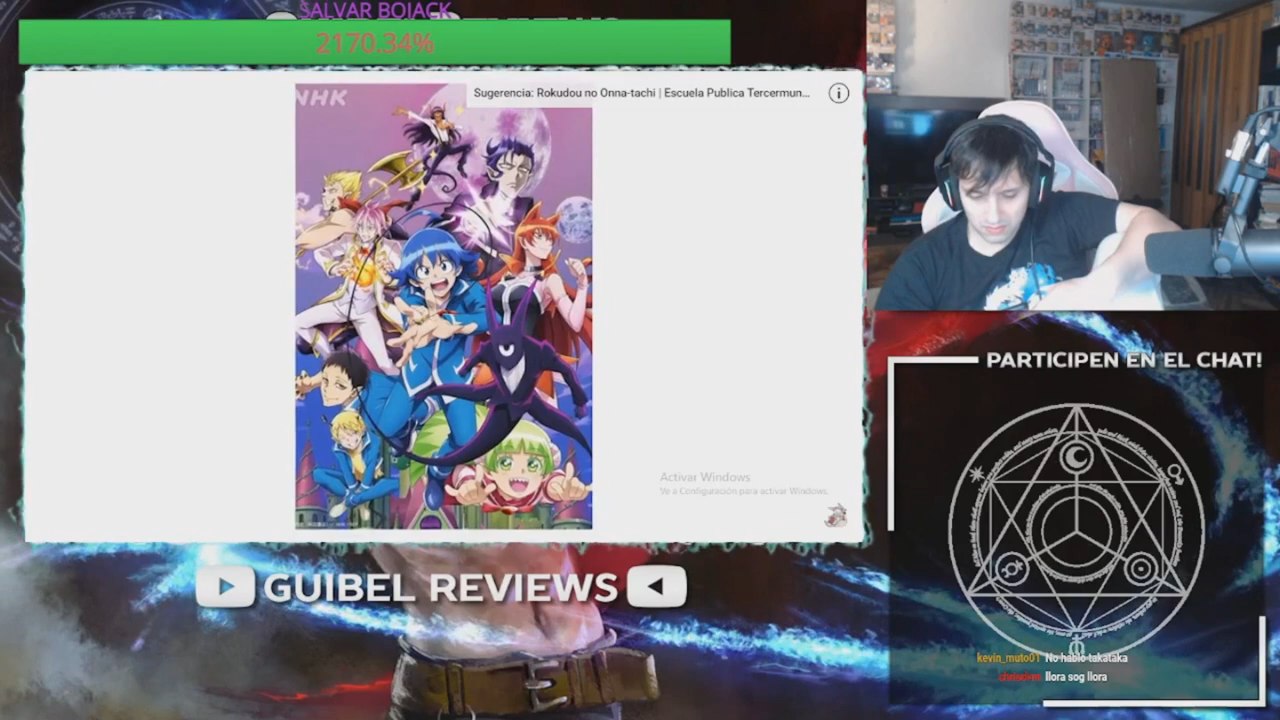 SALVAR BOJACK
2170.34%
NHK
Sugerencia: Rokudou no Onna-tachi | Escuela Publica Tercermun...
Activar Windows
Ve a Configuración para activar Windows.
GUIBEL REVIEWS
PARTICIPEN EN EL CHAT!
kevin_muto01 No hablo takataka
llora sog llora